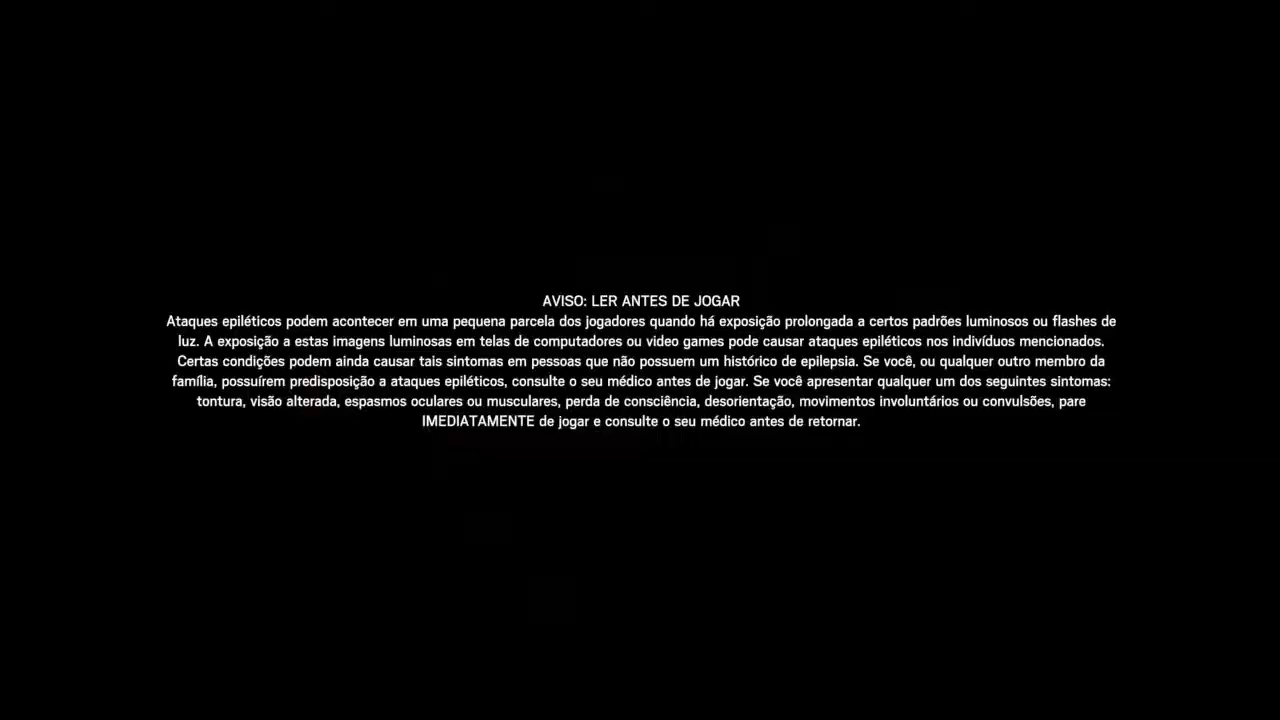 AVISO: LER ANTES DE JOGAR
Ataques epiléticos podem acontecer em uma pequena parcela dos jogadores quando há exposição prolongada a certos padrões luminosos ou flashes de
luz. A exposição a estas imagens luminosas em telas de computadores ou video games pode causar ataques epiléticos nos indivíduos mencionados.
Certas condições podem ainda causar tais sintomas em pessoas que não possuem um histórico de epilepsia. Se você, ou qualquer outro membro da
família, possuírem predisposição a ataques epiléticos, consulte o seu médico antes de jogar. Se você apresentar qualquer um dos seguintes sintomas:
tontura, visão alterada, espasmos oculares ou musculares, perda de consciência, desorientação, movimentos involuntários ou convulsões, pare
IMEDIATAMENTE de jogar e consulte o seu médico antes de retornar.